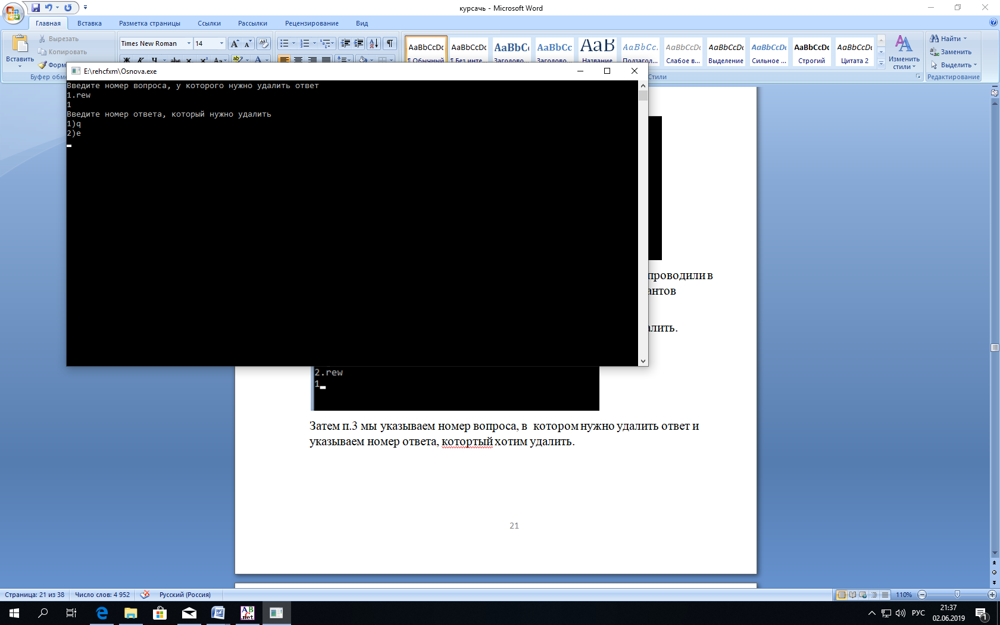 курсачь - Microsoft Word
Главная Вставка Разметка страницы Ссылки Рассылки Рецензирование Вид
Вставить
Вырезать
Копировать
Times New Roman 14
Ж К Ч abc
AaBbCcDc AaBbCcDc AaBbC AaBbCc AaB AaBbCc. AaBbCcDc AaBbCcDc AaBbCcDc AaBbCcDc AaBbCcDc
¶ Обычный ¶ Без инте... Заголово... Заголово... Название Подзагол... Слабое в... Выделение Сильное ... Строгий Цитата 2
Изменить стили
Найти
Заменить
Выделить
Стили
Редактирование
E:\rehcfxm\Osnova.exe
Введите номер вопроса, у которого нужно удалить ответ
1.rew
1
Введите номер ответа, который нужно удалить
1)q
2)e
проводили в
антов
алить.
2.rew
1
Затем п.3 мы указываем номер вопроса, в  котором нужно удалить ответ и
указываем номер ответа, котортый хотим удалить.
21
Страница: 21 из 38 Число слов: 4 952 Русский (Россия) 110%
ABC.net
РУС
21:37
02.06.2019
1